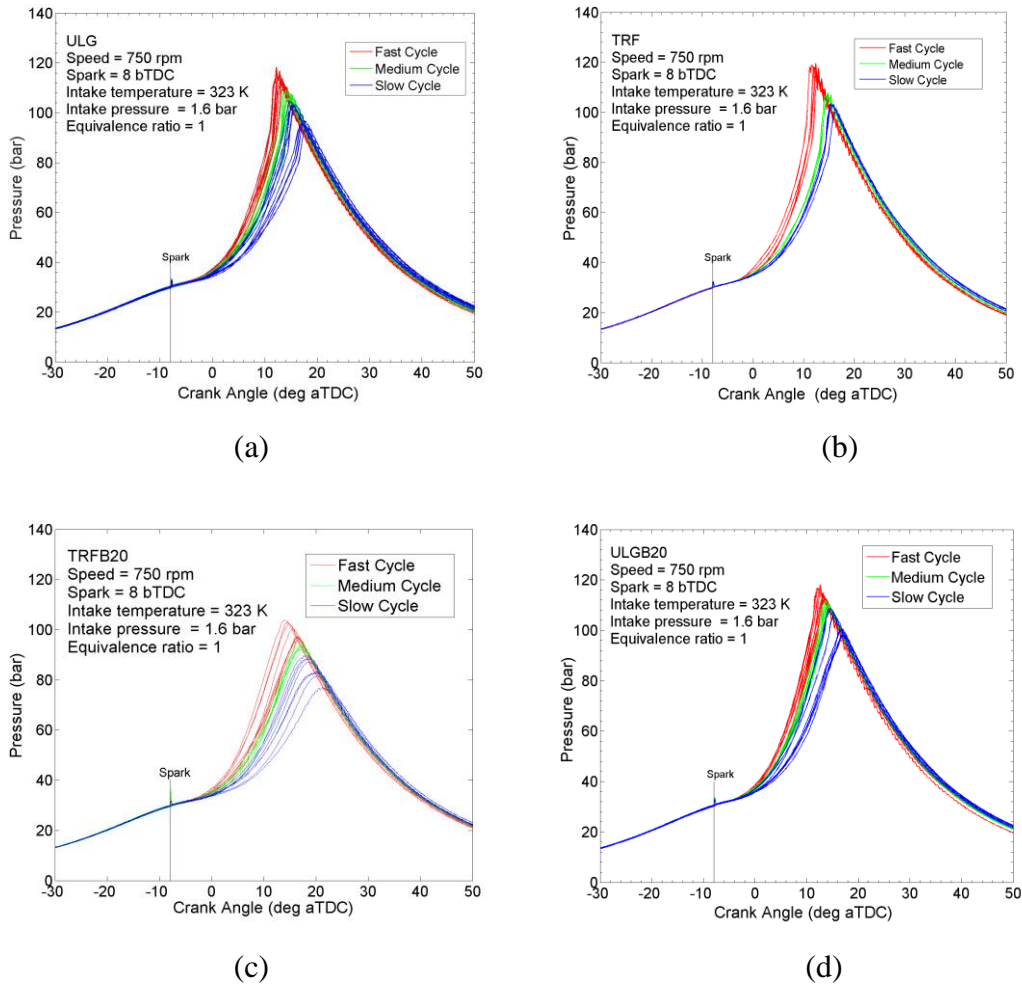 140
120
100
80
60
40
20
0
Pressure (bar)
ULG
Speed = 750 rpm
Spark = 8 bTDC
Intake temperature = 323 K
Intake pressure = 1.6 bar
Equivalence ratio = 1
Fast Cycle
Medium Cycle
Slow Cycle
Spark
-30 -20 -10 0 10 20 30 40 50
Crank Angle (deg aTDC)
(a)
140
120
100
80
60
40
20
0
Pressure (bar)
TRF
Speed = 750 rpm
Spark = 8 bTDC
Intake temperature = 323 K
Intake pressure = 1.6 bar
Equivalence ratio = 1
Fast Cycle
Medium Cycle
Slow Cycle
Spark
-30 -20 -10 0 10 20 30 40 50
Crank Angle (deg aTDC)
(b)
140
120
100
80
60
40
20
0
Pressure (bar)
TRFB20
Speed = 750 rpm
Spark = 8 bTDC
Intake temperature = 323 K
Intake pressure = 1.6 bar
Equivalence ratio = 1
Fast Cycle
Medium Cycle
Slow Cycle
Spark
-30 -20 -10 0 10 20 30 40 50
Crank Angle (deg aTDC)
(c)
140
120
100
80
60
40
20
0
Pressure (bar)
ULGB20
Speed = 750 rpm
Spark = 8 bTDC
Intake temperature = 323 K
Intake pressure = 1.6 bar
Equivalence ratio = 1
Fast Cycle
Medium Cycle
Slow Cycle
Spark
-30 -20 -10 0 10 20 30 40 50
Crank Angle (deg aTDC)
(d)